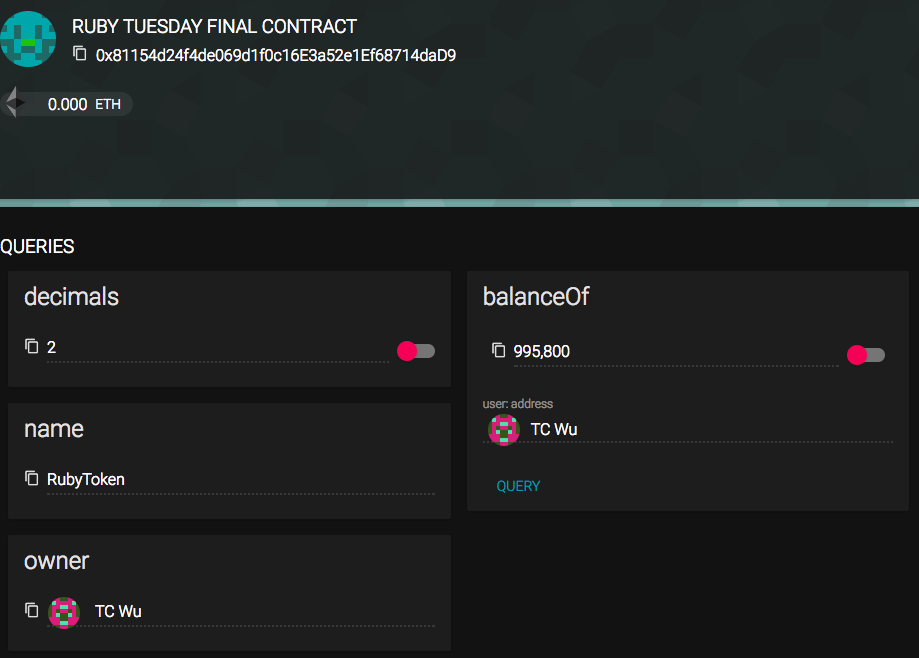 RUBY TUESDAY FINAL CONTRACT
0x81154d24f4de069d1f0c16E3a52e1Ef68714daD9
0.000 ETH
QUERIES
decimals
2
name
RubyToken
owner
TC Wu
balanceOf
995,800
user: address
TC Wu
QUERY